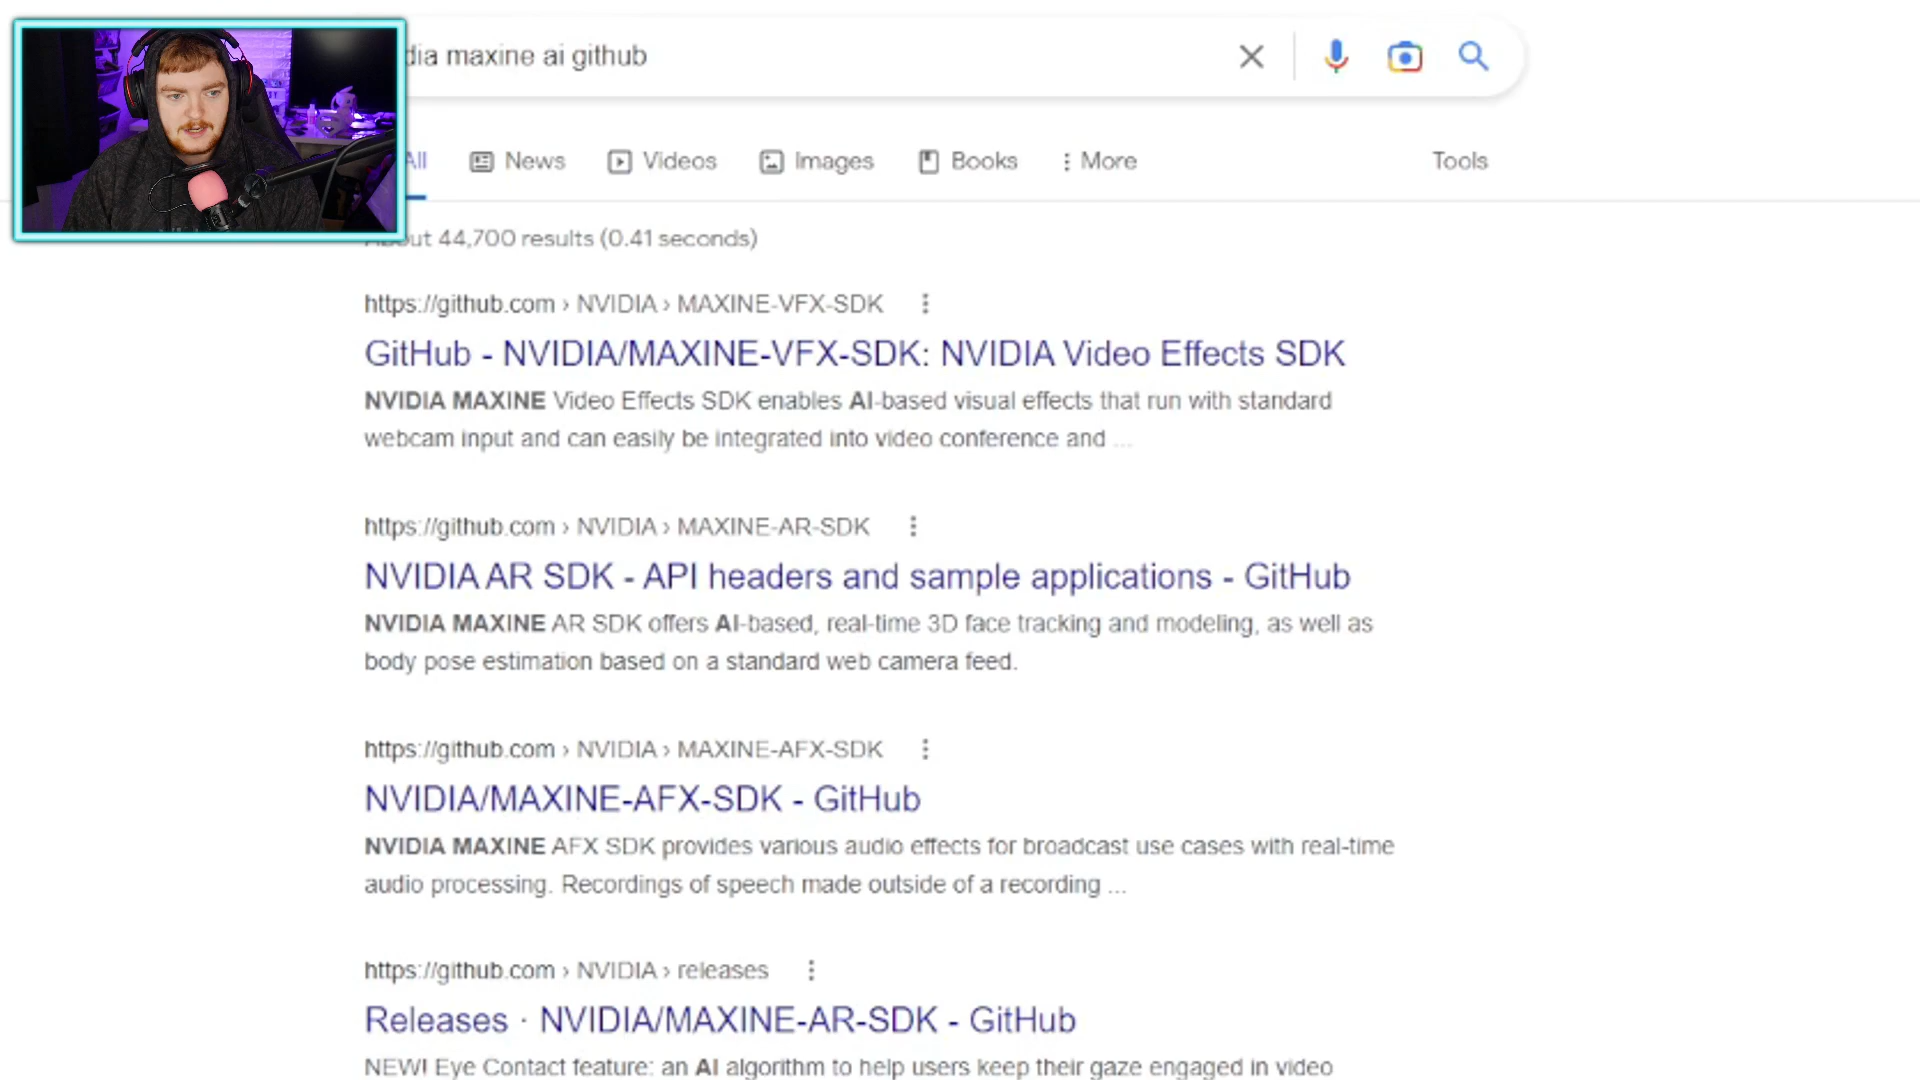 dia maxine ai github
All News Videos Images Books More Tools
About 44,700 results (0.41 seconds)
https://github.com › NVIDIA › MAXINE-VFX-SDK
GitHub - NVIDIA/MAXINE-VFX-SDK: NVIDIA Video Effects SDK
NVIDIA MAXINE Video Effects SDK enables AI-based visual effects that run with standard
webcam input and can easily be integrated into video conference and ...
https://github.com › NVIDIA › MAXINE-AR-SDK
NVIDIA AR SDK - API headers and sample applications - GitHub
NVIDIA MAXINE AR SDK offers AI-based, real-time 3D face tracking and modeling, as well as
body pose estimation based on a standard web camera feed.
https://github.com › NVIDIA › MAXINE-AFX-SDK
NVIDIA/MAXINE-AFX-SDK - GitHub
NVIDIA MAXINE AFX SDK provides various audio effects for broadcast use cases with real-time
audio processing. Recordings of speech made outside of a recording ...
https://github.com › NVIDIA › releases
Releases · NVIDIA/MAXINE-AR-SDK - GitHub
NEW! Eye Contact feature: an AI algorithm to help users keep their gaze engaged in video